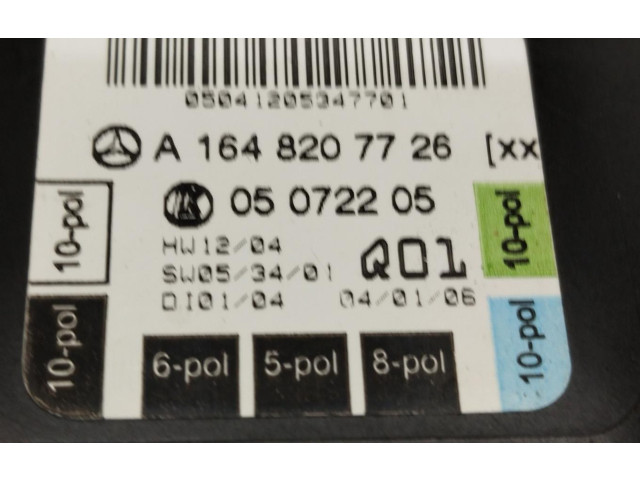 05041205347701
A 164 820 77 26 [xx
05 0722 05
HW12/04
SW05/34/01
Q01
DI01/04
04/01/06
10-pol
10-pol
10-pol
10-pol
6-pol
5-pol
8-pol